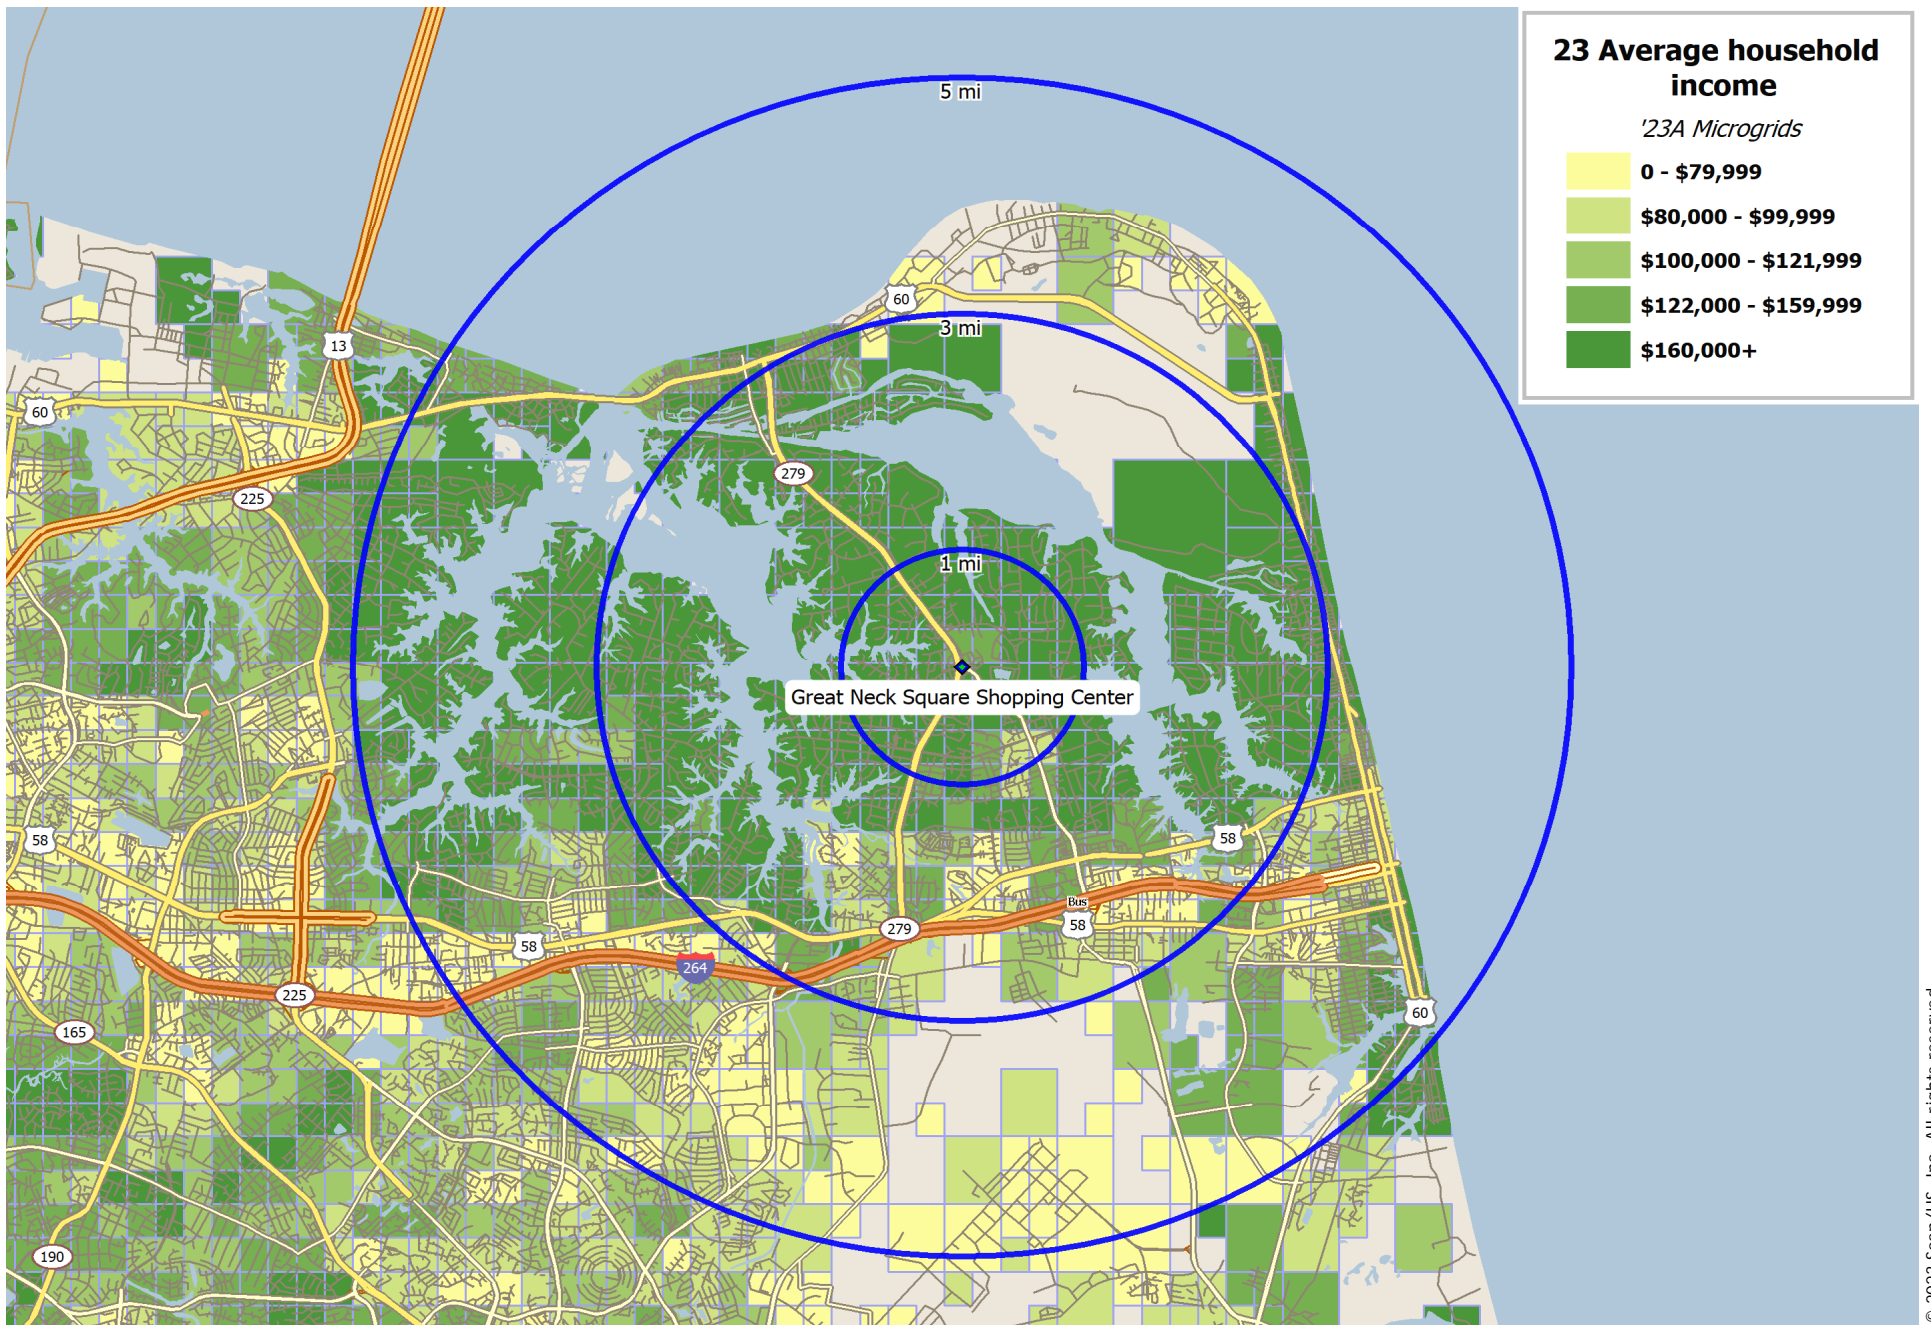 23 Average household
income
'23A Microgrids
0 - $79,999
$80,000 - $99,999
$100,000 - $121,999
$122,000 - $159,999
$160,000+
5 mi
60
3 mi
13
60
279
225
1 mi
Great Neck Square Shopping Center
58
58
Bus
58
279
58
264
225
60
165
190